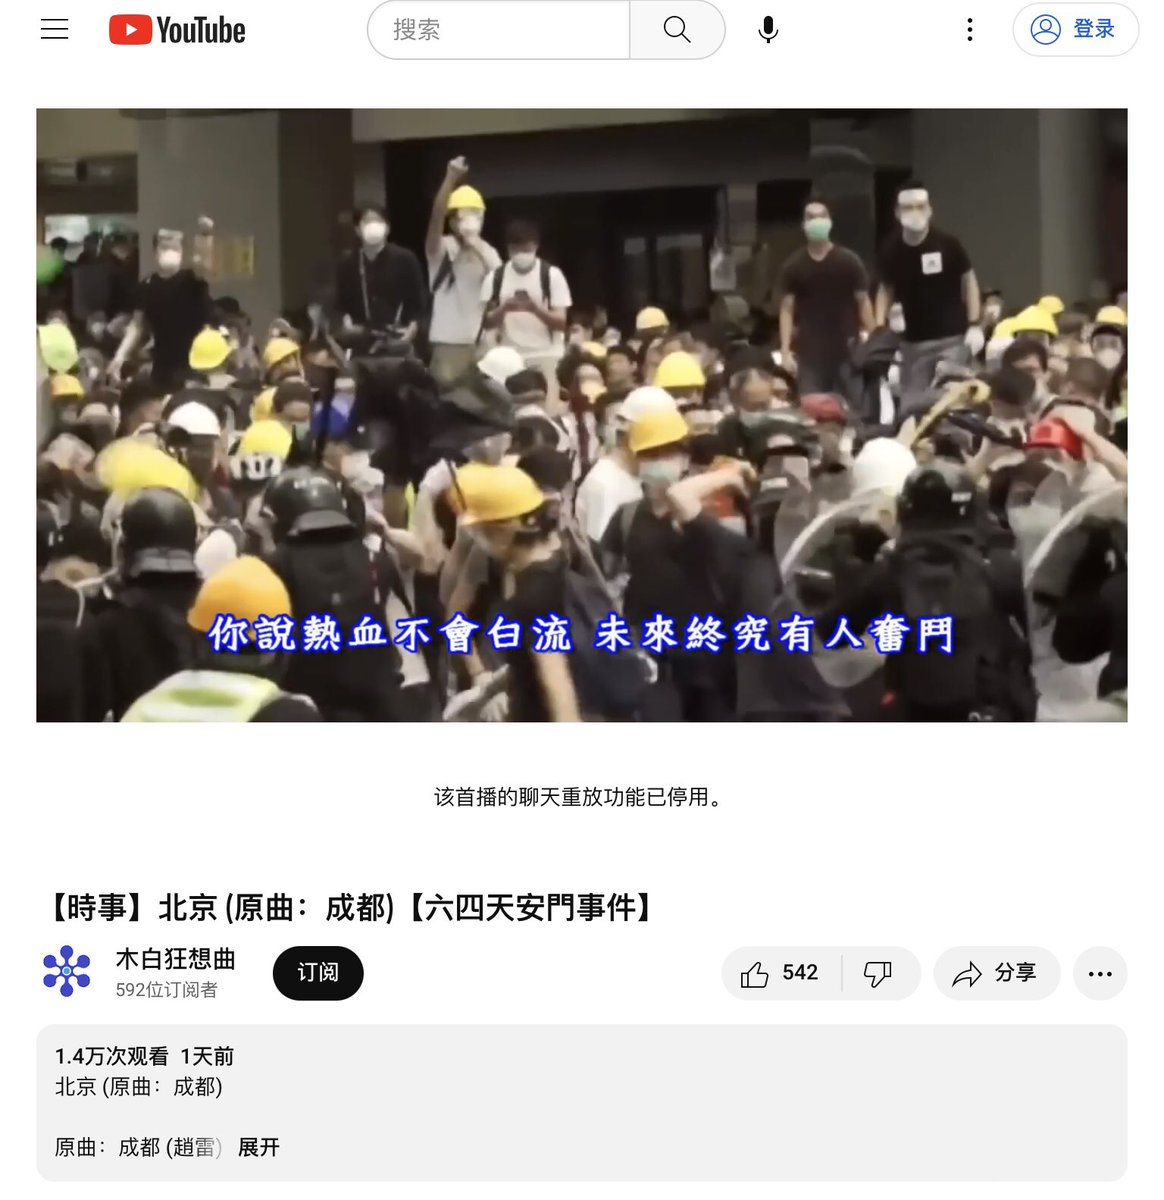 YouTube
搜索
登录
107
你說熱血不會白流 未來終究有人奮鬥
该首播的聊天重放功能已停用。
【時事】北京 (原曲：成都)【六四天安門事件】
木白狂想曲
592位订阅者
订阅
542
分享
1.4万次观看 1天前
北京 (原曲：成都)
原曲：成都 (趙雷) 展开